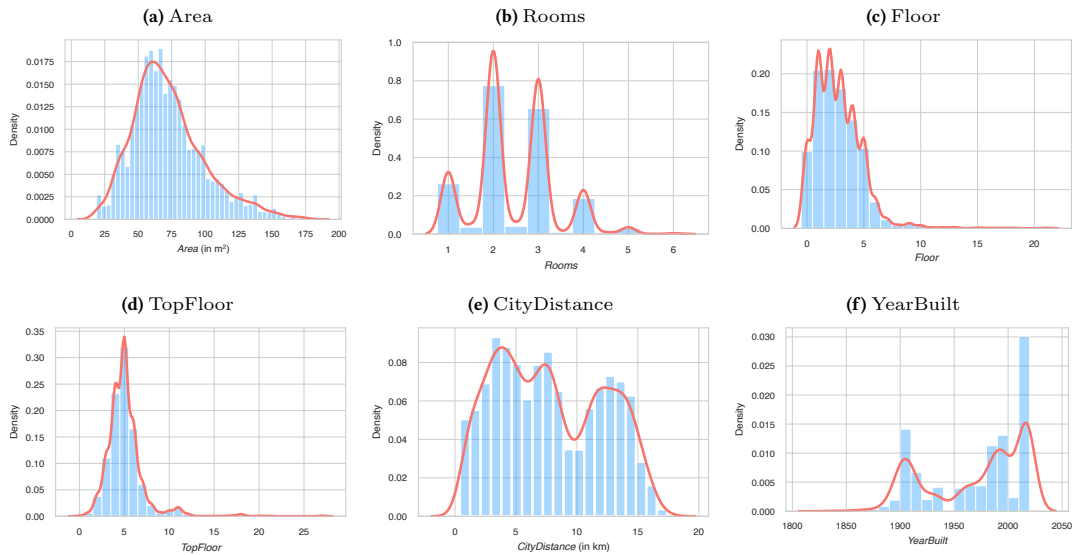 (a) Area
(b) Rooms
(c) Floor
Density
0.0175
0.0150
0.0125
0.0100
0.0075
0.0050
0.0025
0.0000
0 25 50 75 100 125 150 175 200
Area (in m²)
Density
1.0
0.8
0.6
0.4
0.2
0.0
1 2 3 4 5 6
Rooms
Density
0.20
0.15
0.10
0.05
0.00
0 5 10 15 20
Floor
(d) TopFloor
(e) CityDistance
(f) YearBuilt
Density
0.35
0.30
0.25
0.20
0.15
0.10
0.05
0.00
0 5 10 15 20 25
TopFloor
Density
0.08
0.06
0.04
0.02
0.00
0 5 10 15 20
CityDistance (in km)
Density
0.030
0.025
0.020
0.015
0.010
0.005
0.000
1800 1850 1900 1950 2000 2050
YearBuilt